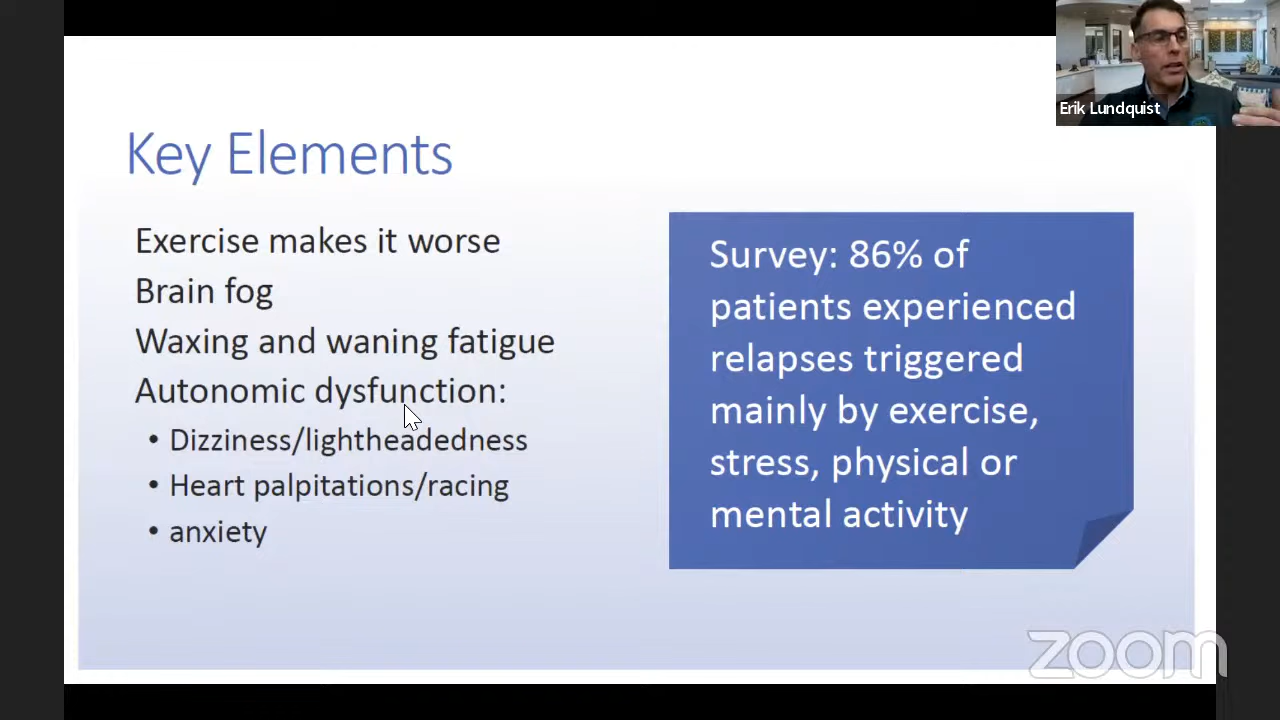 Erik Lundquist
Key Elements
Exercise makes it worse
Brain fog
Waxing and waning fatigue
Autonomic dysfunction:
• Dizziness/lightheadedness
• Heart palpitations/racing
• anxiety
Survey: 86% of
patients experienced
relapses triggered
mainly by exercise,
stress, physical or
mental activity
zoom